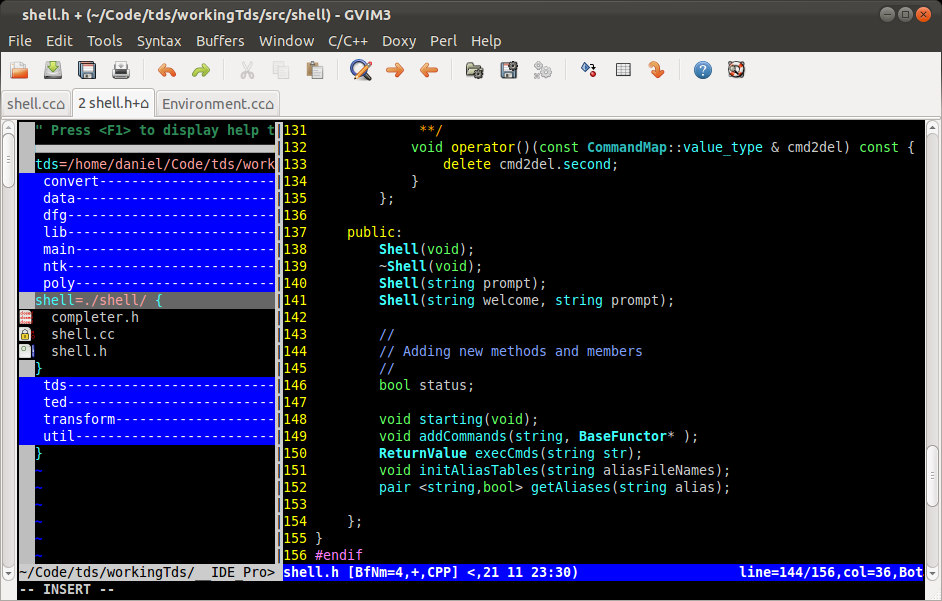 shell.h + (~/Code/tds/workingTds/src/shell) - GVIM3
File Edit Tools Syntax Buffers Window C/C++ Doxy Perl Help
shell.cc⌂ 2 shell.h+⌂ Environment.cc⌂
" Press <F1> to display help t
tds=/home/daniel/Code/tds/work
convert----------------------
data-------------------------
dfg--------------------------
lib--------------------------
main-------------------------
ntk--------------------------
poly-------------------------
shell=./shell/ {
completer.h
shell.cc
shell.h
}
tds--------------------------
ted--------------------------
transform--------------------
util-------------------------
}
~
~
~
~
~
~
~/Code/tds/workingTds/__IDE_Pro>
131 **/
132 void operator()(const CommandMap::value_type & cmd2del) const {
133 delete cmd2del.second;
134 }
135 };
136
137 public:
138 Shell(void);
139 ~Shell(void);
140 Shell(string prompt);
141 Shell(string welcome, string prompt);
142
143 //
144 // Adding new methods and members
145 //
146 bool status;
147
148 void starting(void);
149 void addCommands(string, BaseFunctor* );
150 ReturnValue execCmds(string str);
151 void initAliasTables(string aliasFileNames);
152 pair <string,bool> getAliases(string alias);
153
154 };
155 }
156 #endif
shell.h [BfNm=4,+,CPP] <,21 11 23:30) line=144/156,col=36,Bot
-- INSERT --